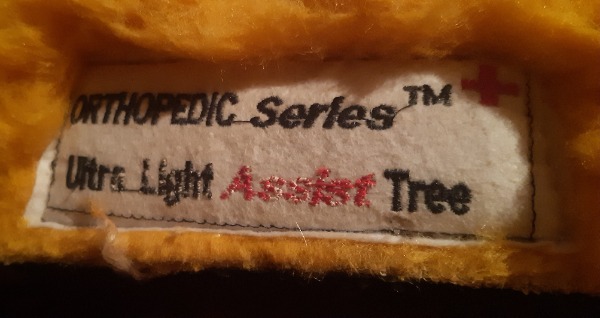 ORTHOPEDIC Series™
Ultra Light Assist Tree